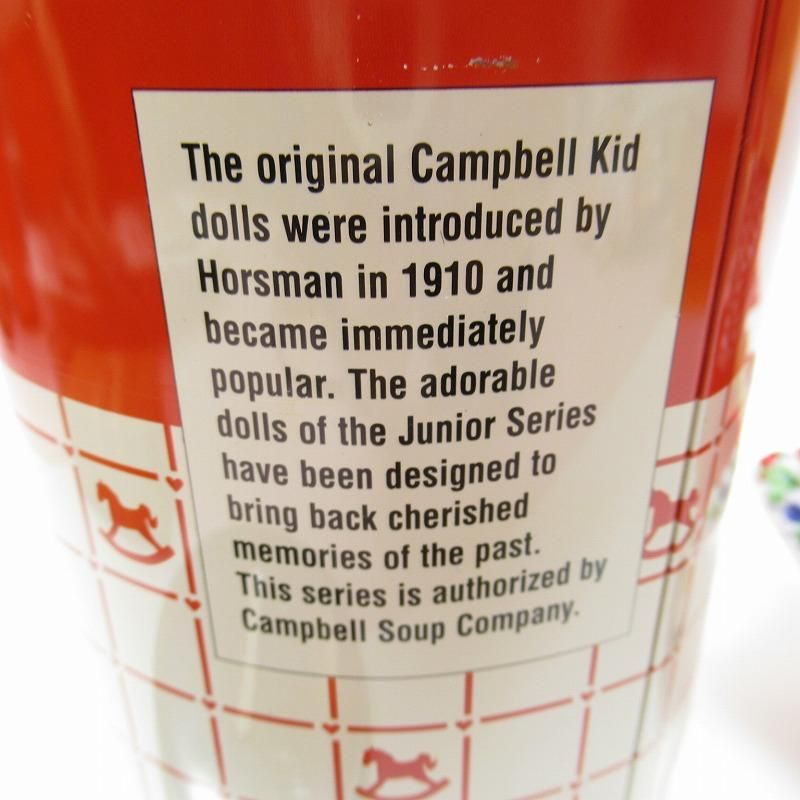 The original Campbell Kid
dolls were introduced by
Horsman in 1910 and
became immediately
popular. The adorable
dolls of the Junior Series
have been designed to
bring back cherished
memories of the past.
This series is authorized by
Campbell Soup Company.